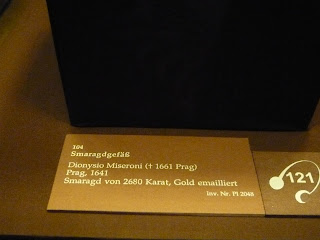 104
Smaragdgefäß
Dionysio Miseroni († 1661 Prag)
Prag, 1641
Smaragd von 2680 Karat, Gold emailliert
Inv. Nr. Pl 2048
121